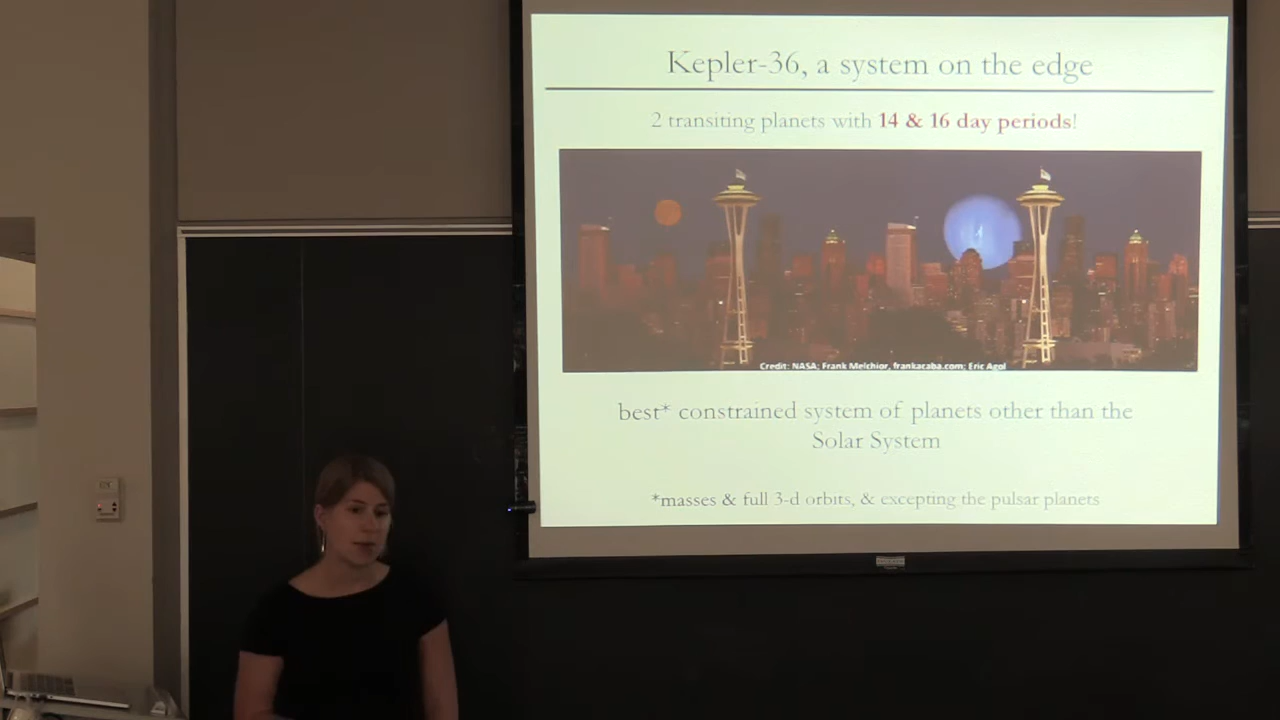 Kepler-36, a system on the edge
2 transiting planets with 14 & 16 day periods!
Credit: NASA; Frank Melchior, frankacaba.com; Eric Agol
best* constrained system of planets other than the
Solar System
*masses & full 3-d orbits, & excepting the pulsar planets